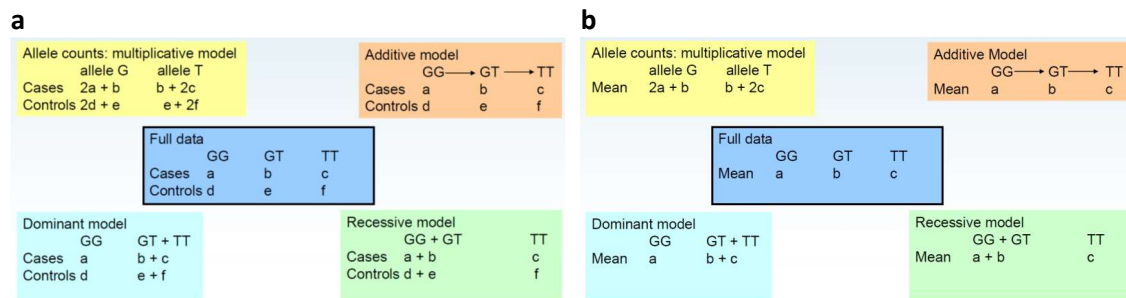 a
Allele counts: multiplicative model
allele G allele T
Cases 2a + b b + 2c
Controls 2d + e e + 2f
Additive model
GG GT TT
Cases a b c
Controls d e f
Full data
GG GT TT
Cases a b c
Controls d e f
Dominant model
GG GT + TT
Cases a b + c
Controls d e + f
Recessive model
GG + GT TT
Cases a + b c
Controls d + e f
b
Allele counts: multiplicative model
allele G allele T
Mean 2a + b b + 2c
Additive Model
GG GT TT
Mean a b c
Full data
GG GT TT
Mean a b c
Dominant model
GG GT + TT
Mean a b + c
Recessive model
GG + GT TT
Mean a + b c